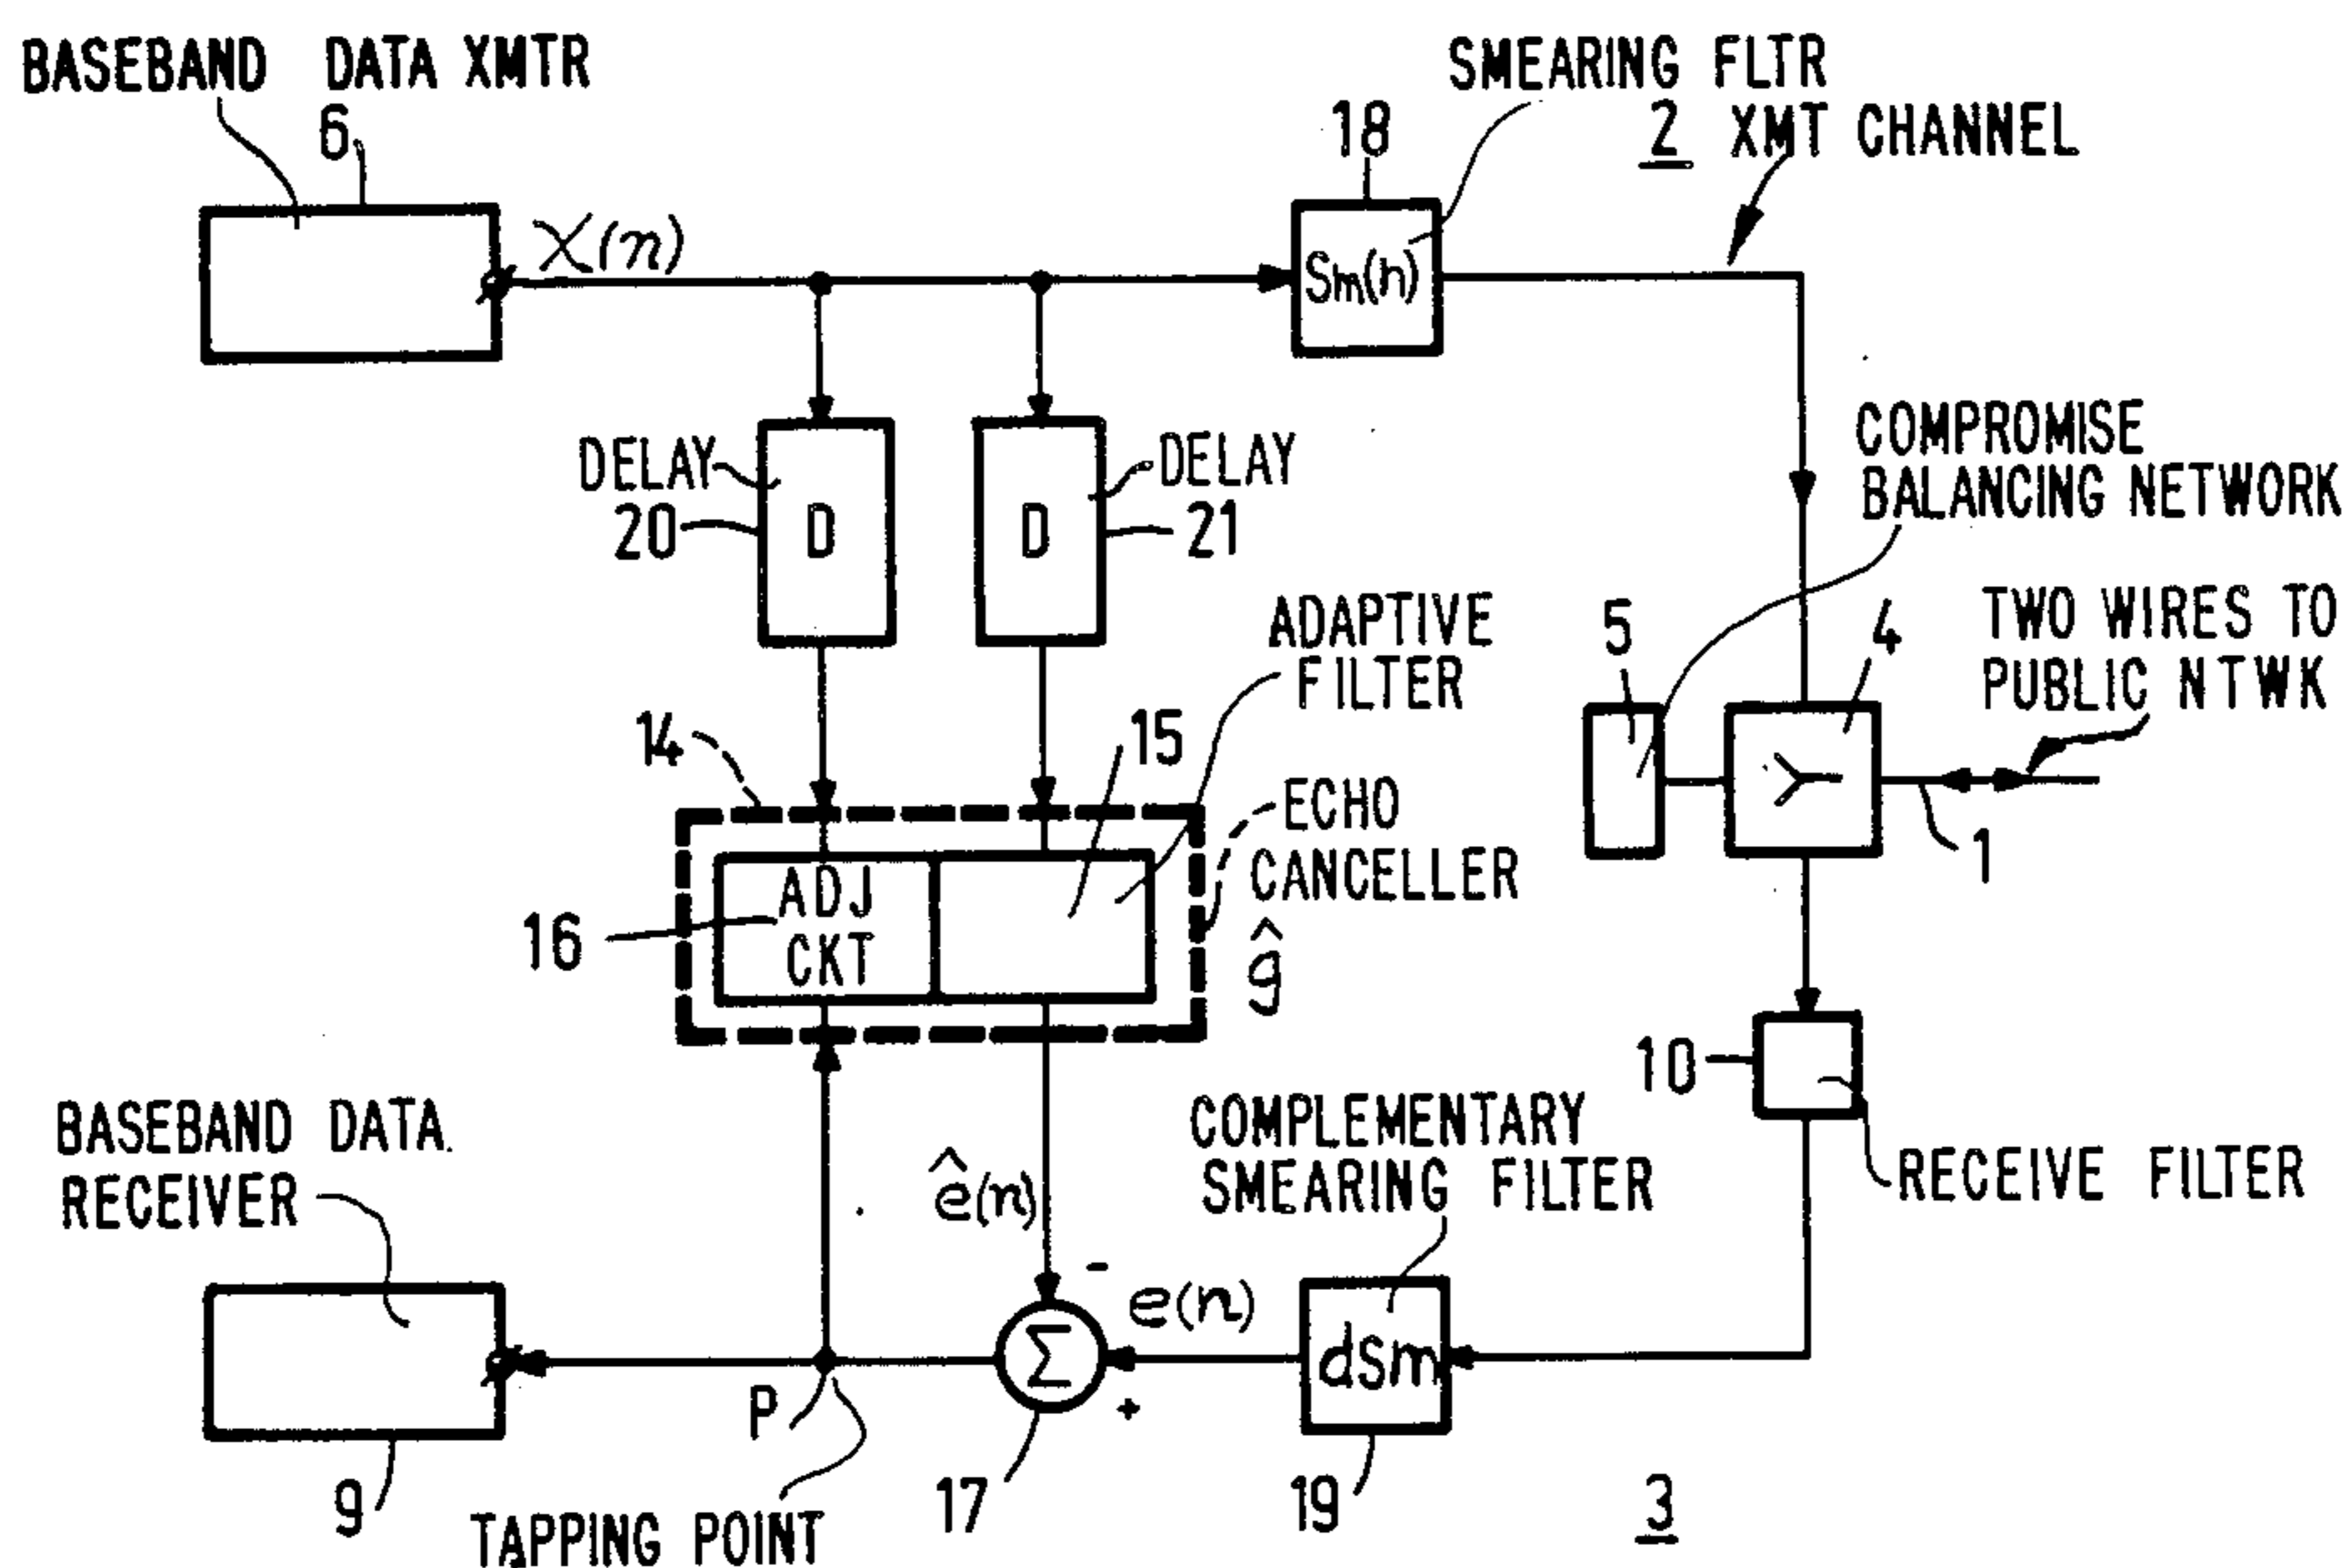 BASEBAND DATA XMTR
6
X(n)
18
SMEARING FLTR
2 XMT CHANNEL
Sm(n)
DELAY
20
D
D
DELAY
21
COMPROMISE
BALANCING NETWORK
ADAPTIVE
FILTER
5
4
TWO WIRES TO
PUBLIC NTWK
14
15
1
ECHO
CANCELLER
ADJ
CKT
16
ĝ
10
RECEIVE FILTER
BASEBAND DATA
RECEIVER
ê(n)
COMPLEMENTARY
SMEARING FILTER
-
e(n)
Σ
+
dsm
P
9
TAPPING POINT
17
19
3